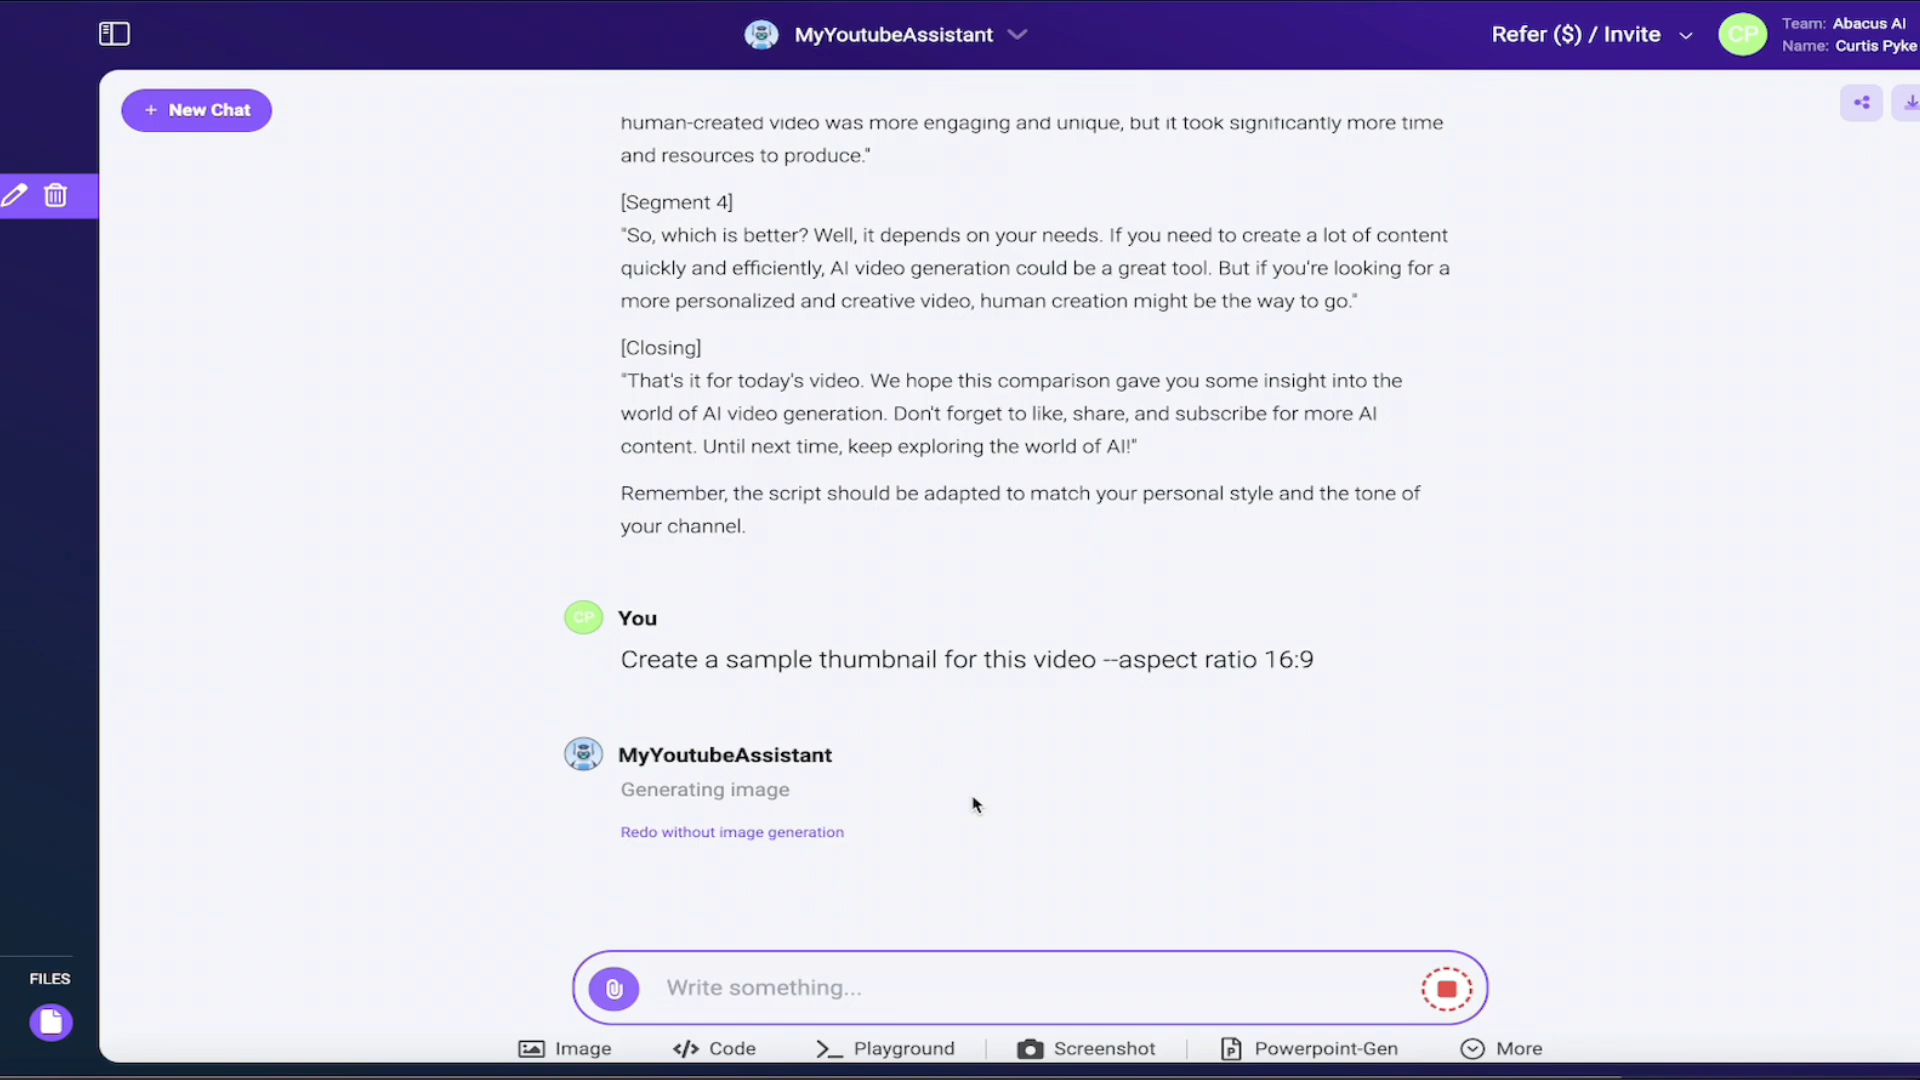 MyYoutubeAssistant
Refer ($) / Invite
CP
Team: Abacus AI
Name: Curtis Pyke
+ New Chat
human-created video was more engaging and unique, but it took significantly more time
and resources to produce."
[Segment 4]
"So, which is better? Well, it depends on your needs. If you need to create a lot of content
quickly and efficiently, AI video generation could be a great tool. But if you're looking for a
more personalized and creative video, human creation might be the way to go."
[Closing]
"That's it for today's video. We hope this comparison gave you some insight into the
world of AI video generation. Don't forget to like, share, and subscribe for more AI
content. Until next time, keep exploring the world of AI!"
Remember, the script should be adapted to match your personal style and the tone of
your channel.
CP
You
Create a sample thumbnail for this video --aspect ratio 16:9
MyYoutubeAssistant
Generating image
Redo without image generation
FILES
Write something...
Image
</> Code
Playground
Screenshot
P
Powerpoint-Gen
More